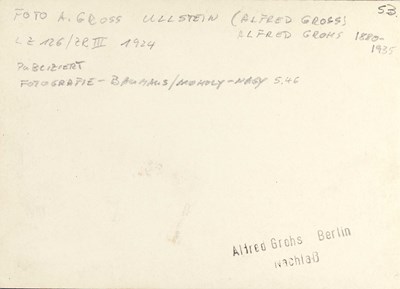 53.
FOTO A. GROSS ULLSTEIN (ALFRED GROSS)
ALFRED GROHS 1880-1935
LZ 126/ZR III 1924
PUBLIZIERT
FOTOGRAFIE - BAUHAUS/MOHOLY-NAGY S.46
Alfred Grohs Berlin
Nachlaß